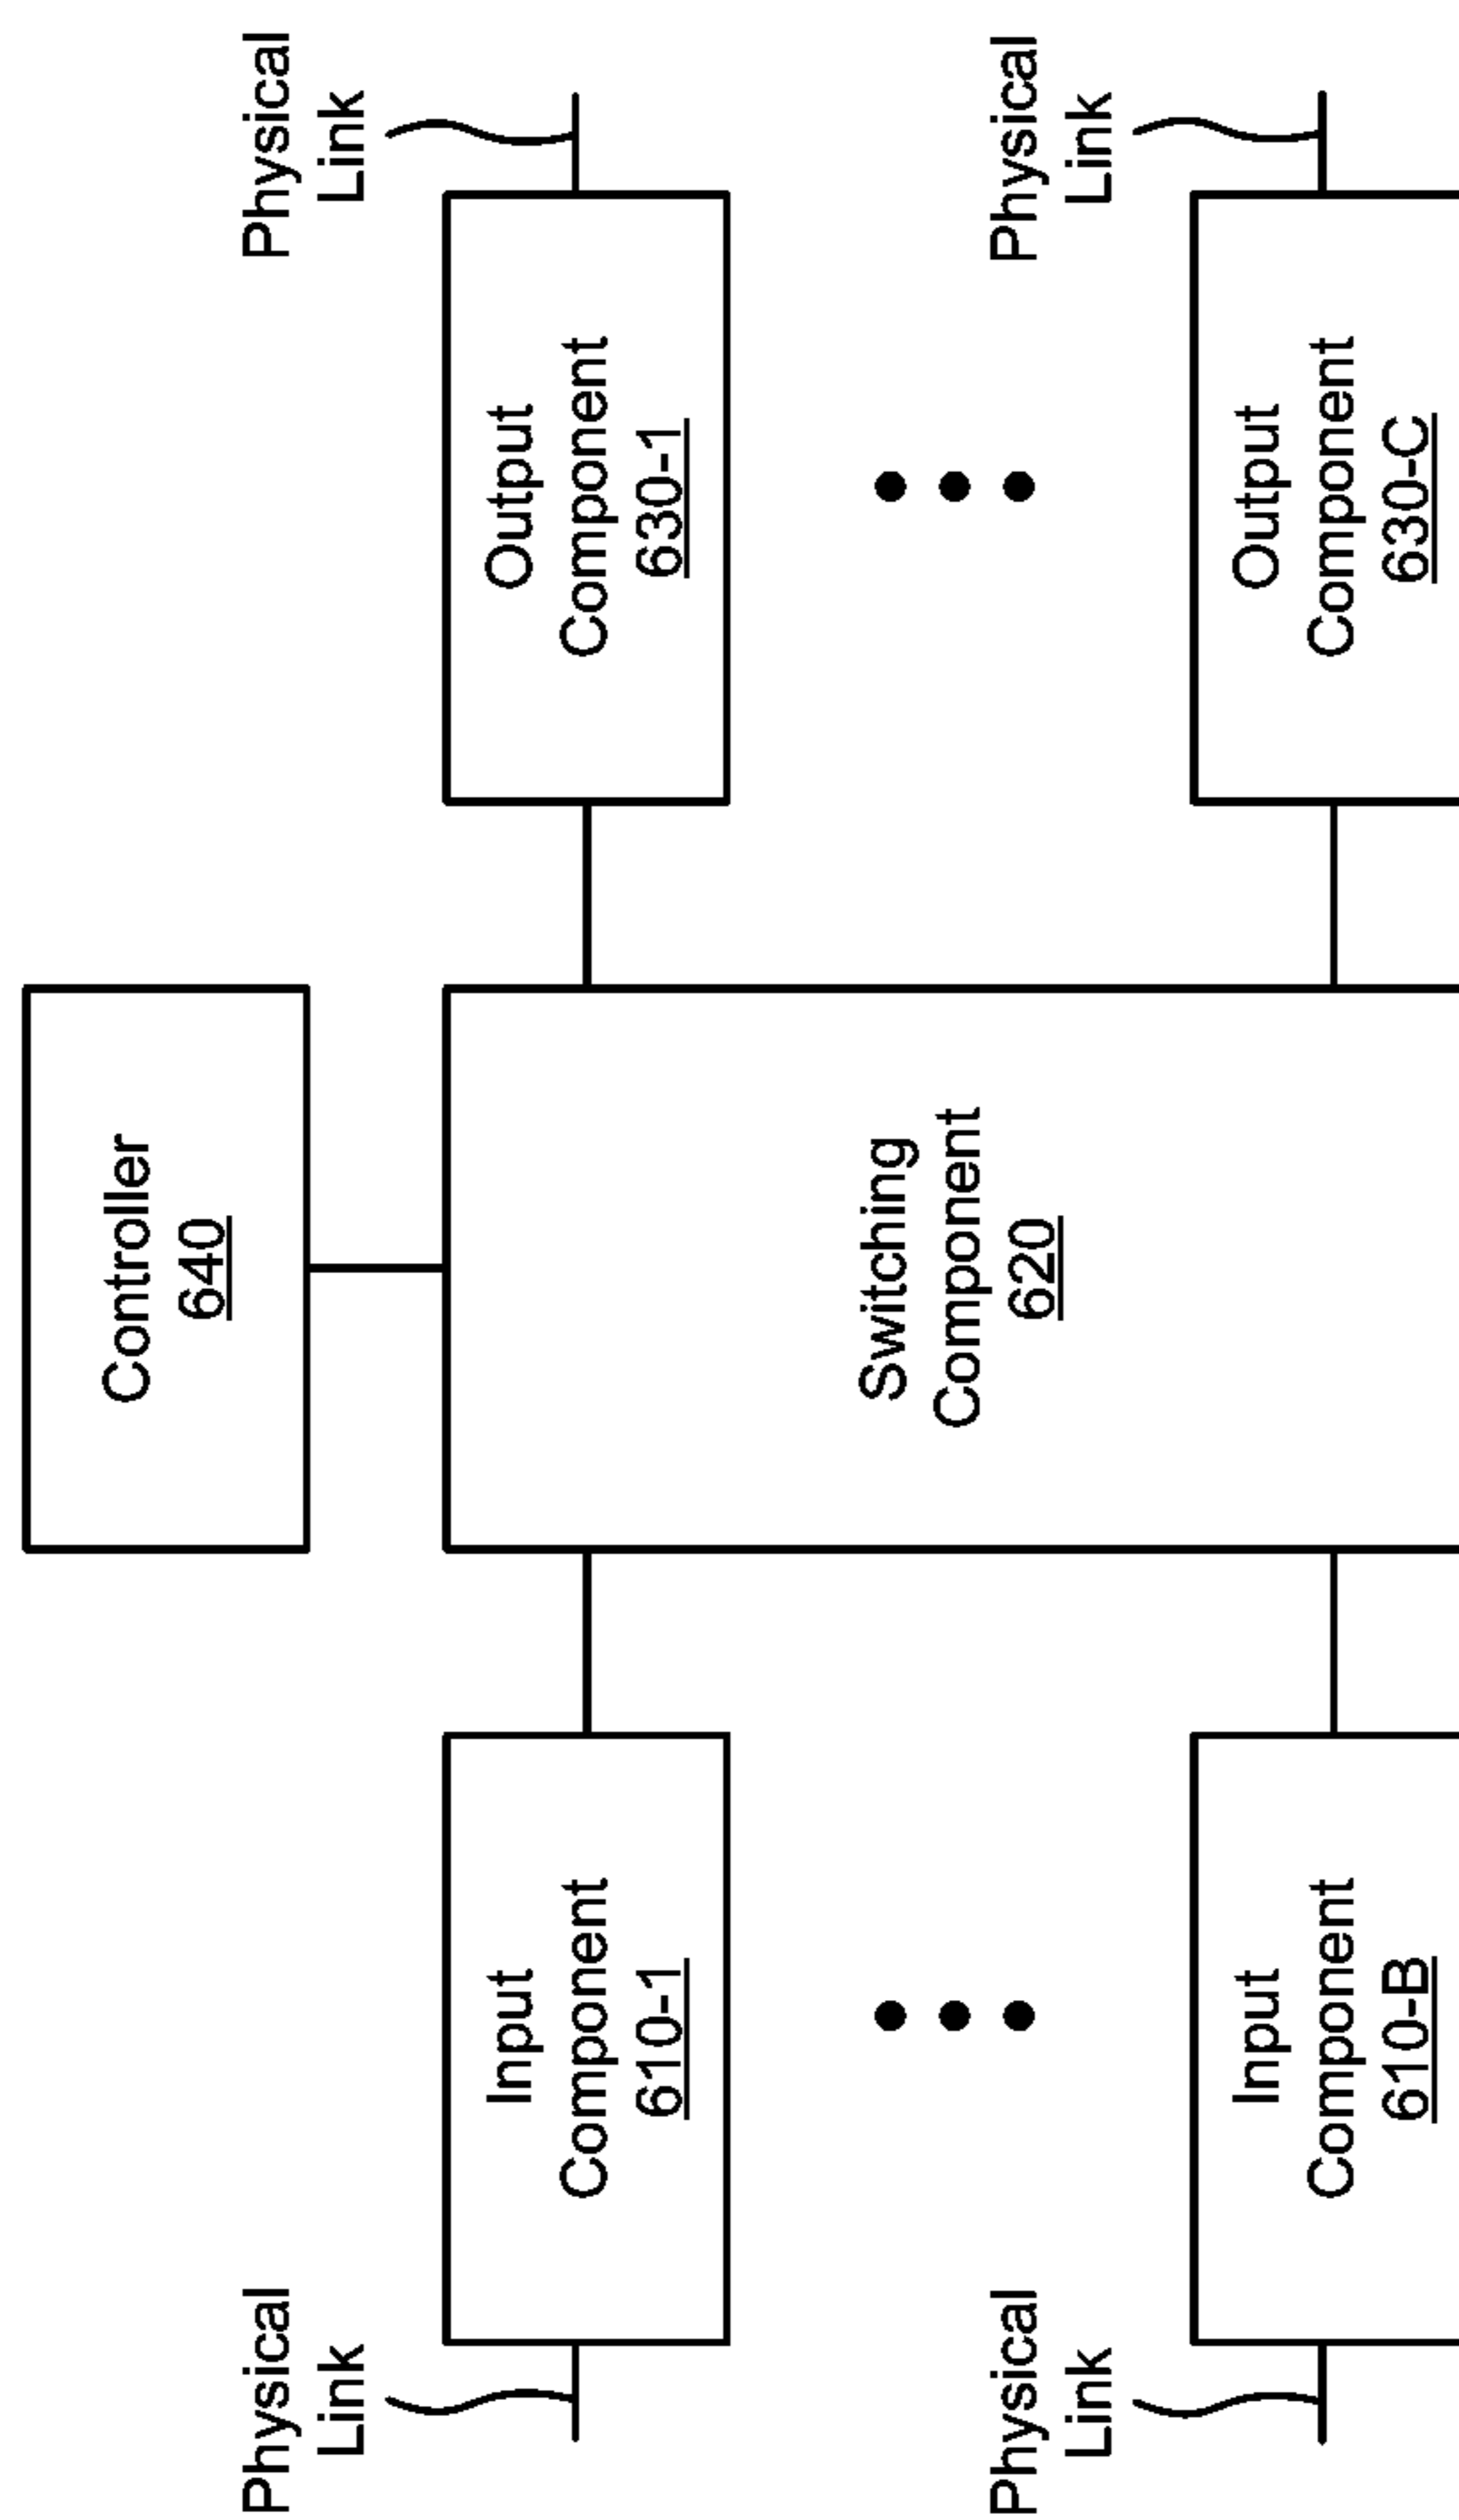 Controller
640
Physical
Link
Input
Component
610-1
Output
Component
630-1
Physical
Link
Switching
Component
620
Physical
Link
Input
Component
610-B
Output
Component
630-C
Physical
Link